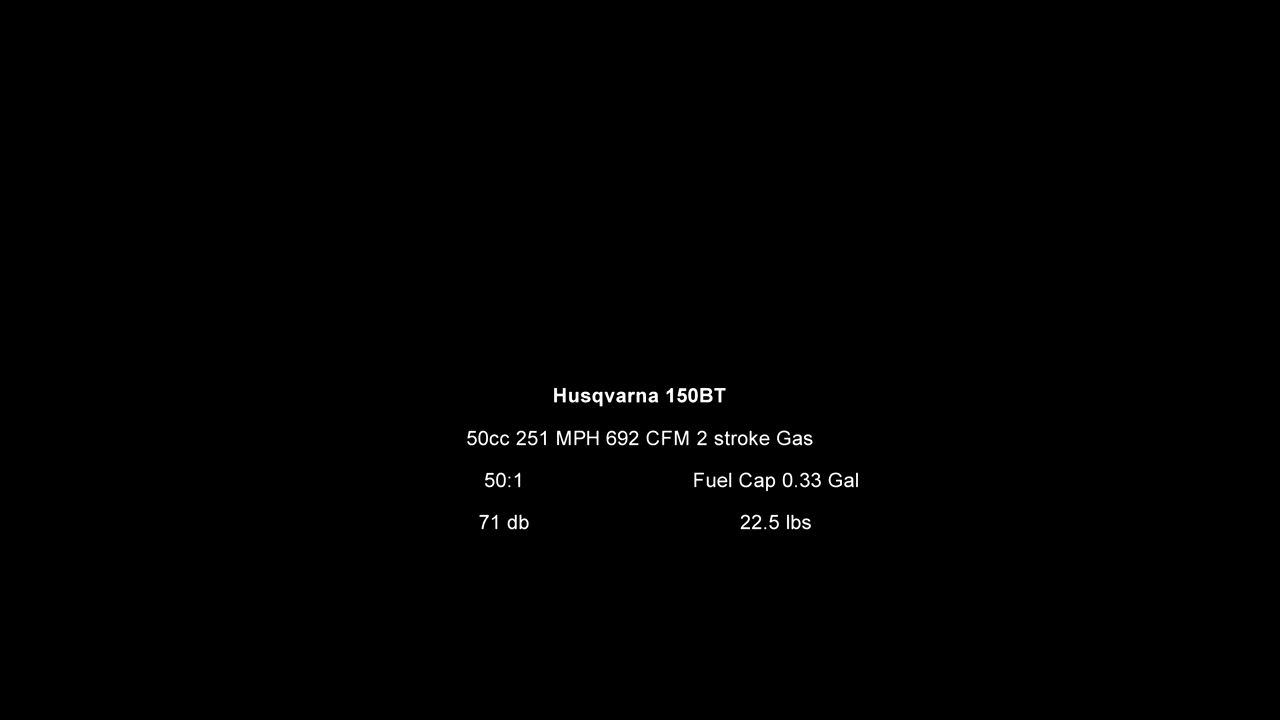 Husqvarna 150BT
50cc 251 MPH 692 CFM 2 stroke Gas
50:1 Fuel Cap 0.33 Gal
71 db 22.5 lbs